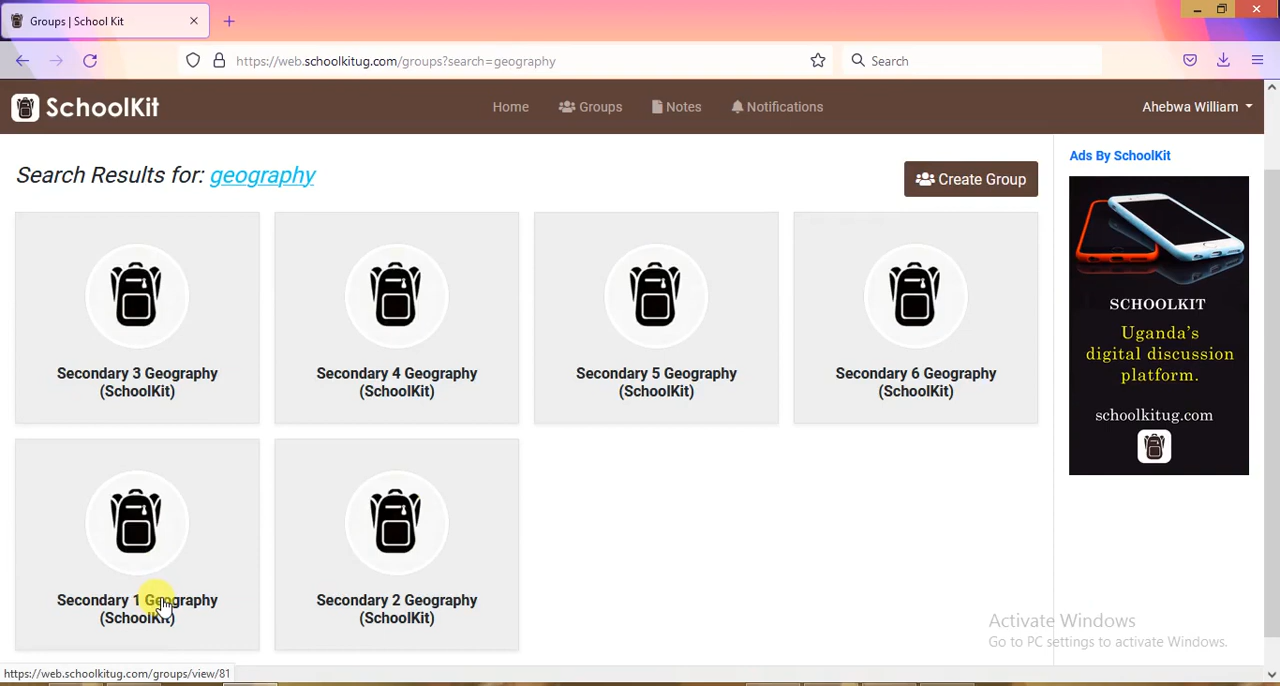 Groups | School Kit
https://web.schoolkitug.com/groups?search=geography
Search
SchoolKit
Home
Groups
Notes
Notifications
Ahebwa William
Search Results for: geography
Create Group
Ads By SchoolKit
Secondary 3 Geography
(SchoolKit)
Secondary 4 Geography
(SchoolKit)
Secondary 5 Geography
(SchoolKit)
Secondary 6 Geography
(SchoolKit)
SCHOOLKIT
Uganda's
digital discussion
platform.
schoolkitug.com
Secondary 1 Geography
(SchoolKit)
Secondary 2 Geography
(SchoolKit)
Activate Windows
Go to PC settings to activate Windows.
https://web.schoolkitug.com/groups/view/81